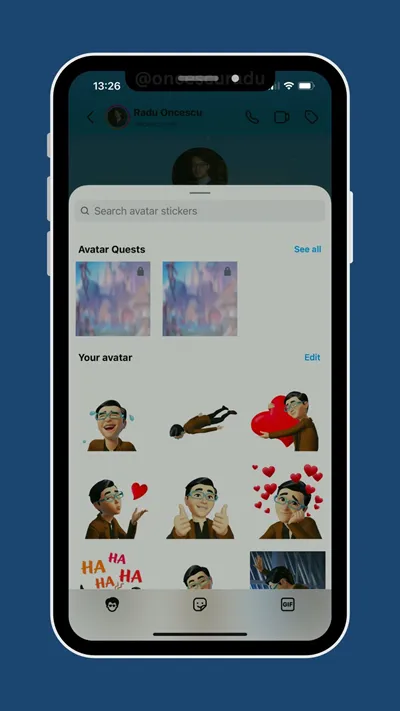 @oncescuradu
13:26
Radu Oncescu
Search avatar stickers
Avatar Quests
See all
Your avatar
Edit
HA HA
HA HA
GIF